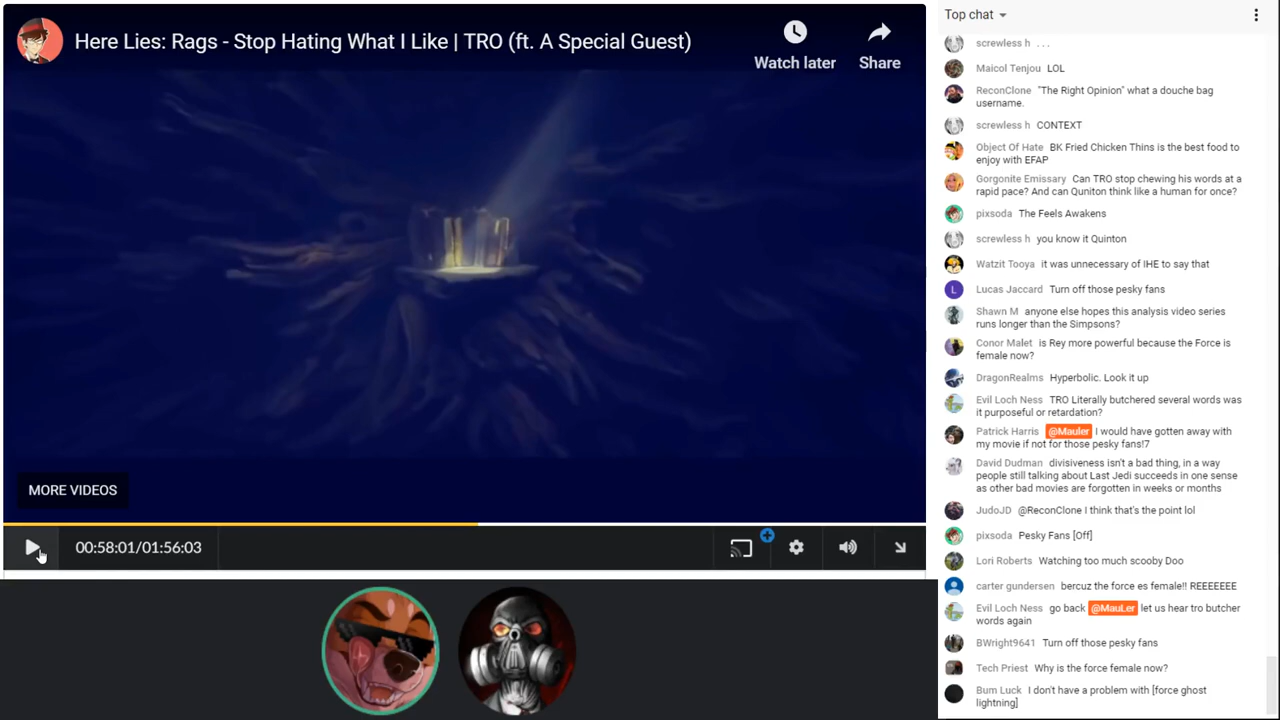 Here Lies: Rags - Stop Hating What I Like | TRO (ft. A Special Guest)
Watch later
Share
MORE VIDEOS
00:58:01/01:56:03
Top chat
screwless h . . .
Maicol Tenjou LOL
ReconClone "The Right Opinion" what a douche bag
username.
screwless h CONTEXT
Object Of Hate BK Fried Chicken Thins is the best food to
enjoy with EFAP
Gorgonite Emissary Can TRO stop chewing his words at a
rapid pace? And can Quniton think like a human for once?
pixsoda The Feels Awakens
screwless h you know it Quinton
Watzit Tooya it was unnecessary of IHE to say that
L
Lucas Jaccard Turn off those pesky fans
Shawn M anyone else hopes this analysis video series
runs longer than the Simpsons?
Conor Malet is Rey more powerful because the Force is
female now?
DragonRealms Hyperbolic. Look it up
Evil Loch Ness TRO Literally butchered several words was
it purposeful or retardation?
Patrick Harris @Mauler I would have gotten away with
my movie if not for those pesky fans!7
David Dudman divisiveness isn't a bad thing, in a way
people still talking about Last Jedi succeeds in one sense
as other bad movies are forgotten in weeks or months
JudoJD @ReconClone I think that's the point lol
pixsoda Pesky Fans [Off]
Lori Roberts Watching too much scooby Doo
carter gundersen bercuz the force es female!! REEEEEEE
Evil Loch Ness go back @MauLer let us hear tro butcher
words again
BWright9641 Turn off those pesky fans
Tech Priest Why is the force female now?
Bum Luck I don't have a problem with [force ghost
lightning]